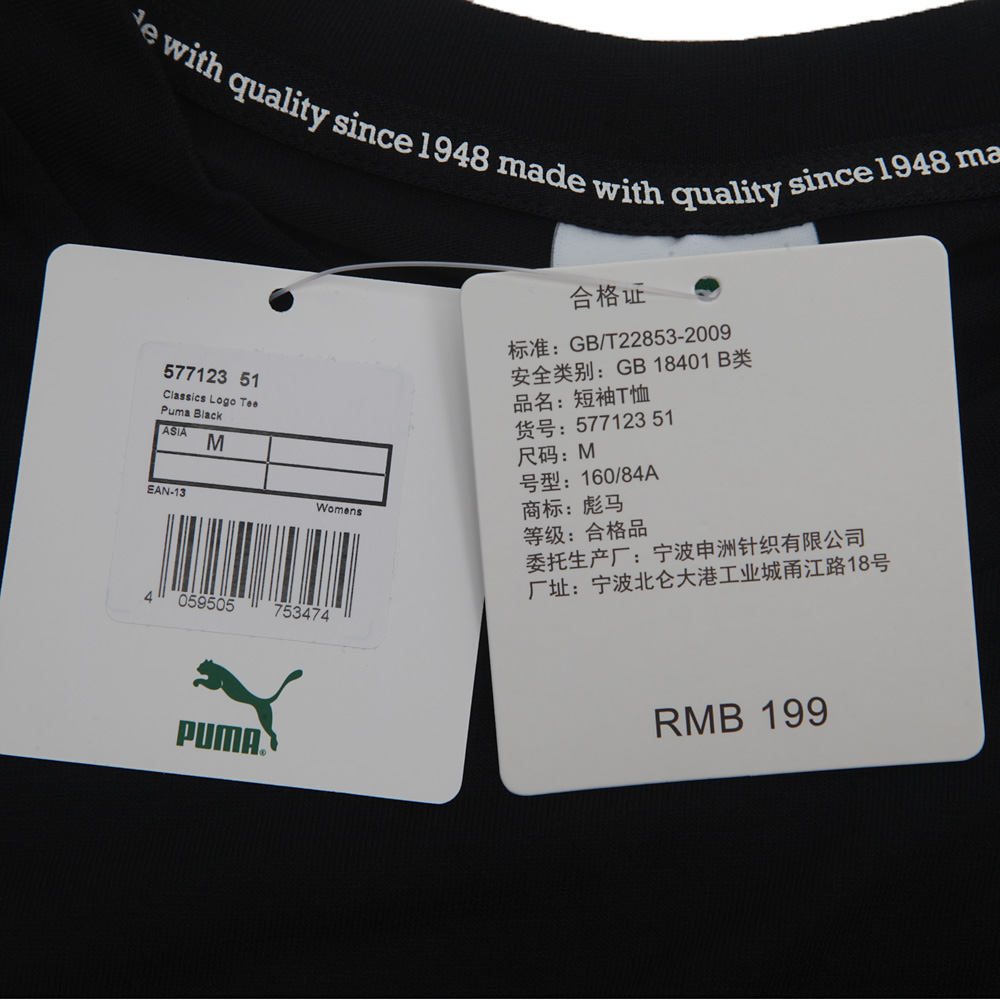 de with quality since 1948 made with quality since 1948 ma
577123 51
Classics Logo Tee
Puma Black
ASIA M
EAN-13
Womens
4 059505 753474
PUMA®
合格证
标准：GB/T22853-2009
安全类别：GB 18401 B类
品名：短袖T恤
货号：577123 51
尺码：M
号型：160/84A
商标：彪马
等级：合格品
委托生产厂：宁波申洲针织有限公司
厂址：宁波北仑大港工业城甬江路18号
RMB 199